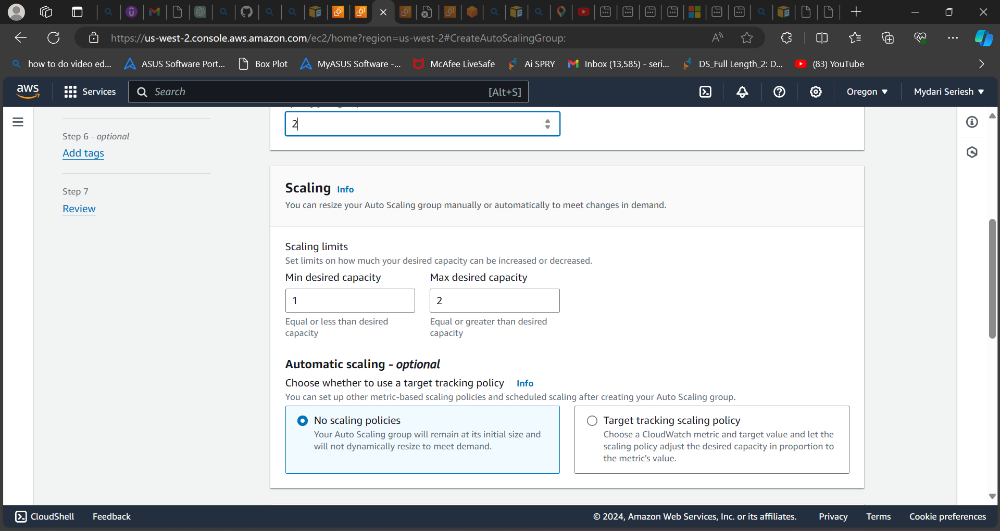 https://us-west-2.console.aws.amazon.com/ec2/home?region=us-west-2#CreateAutoScalingGroup:
how to do video ed... ASUS Software Port... Box Plot MyASUS Software -... McAfee LiveSafe Ai SPRY Inbox (13,585) - seri... DS_Full Length_2: D... (83) YouTube
aws Services Search [Alt+S] Oregon Mydari Seriesh
2
Step 6 - optional
Add tags
Step 7
Review
Scaling Info
You can resize your Auto Scaling group manually or automatically to meet changes in demand.
Scaling limits
Set limits on how much your desired capacity can be increased or decreased.
Min desired capacity Max desired capacity
1 2
Equal or less than desired capacity
Equal or greater than desired capacity
Automatic scaling - optional
Choose whether to use a target tracking policy Info
You can set up other metric-based scaling policies and scheduled scaling after creating your Auto Scaling group.
No scaling policies
Your Auto Scaling group will remain at its initial size and
will not dynamically resize to meet demand.
Target tracking scaling policy
Choose a CloudWatch metric and target value and let the
scaling policy adjust the desired capacity in proportion to
the metric's value.
CloudShell Feedback © 2024, Amazon Web Services, Inc. or its affiliates. Privacy Terms Cookie preferences